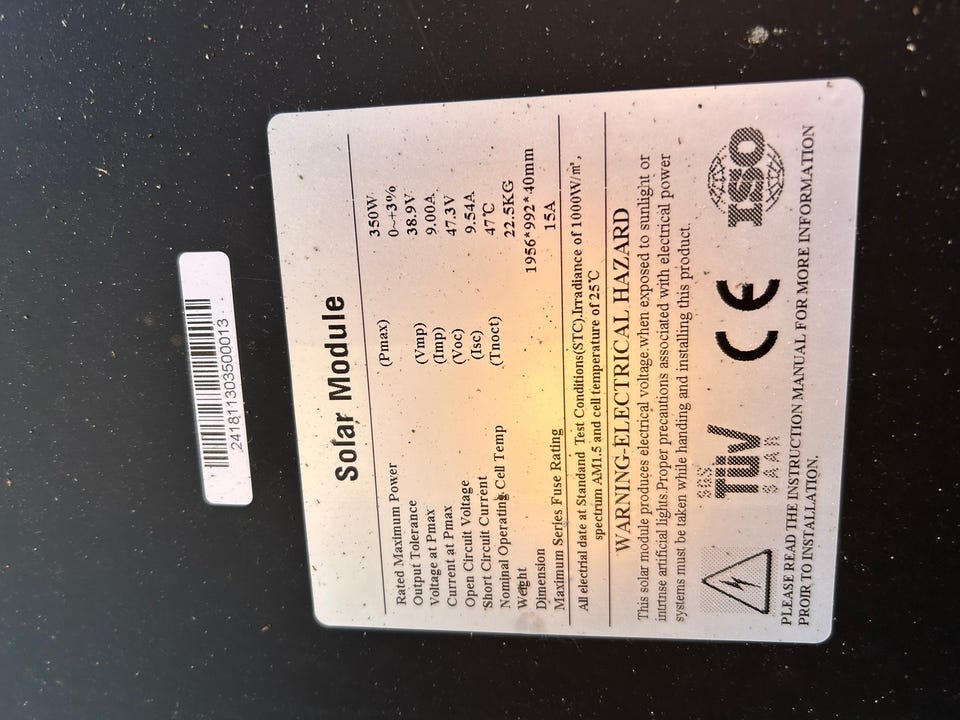 241811303500013
Solar Module
Rated Maximum Power (Pmax) 350W
Output Tolerance 0~+3%
Voltage at Pmax (Vmp) 38.9V
Current at Pmax (Imp) 9.00A
Open Circuit Voltage (Voc) 47.3V
Short Circuit Current (Isc) 9.54A
Nominal Operating Cell Temp (Tnoct) 47℃
Weight 22.5KG
Dimension 1956*992*40mm
Maximum Series Fuse Rating 15A
All electrial date at Standand Test Conditions(STC).Irradiance of 1000W/m²,
spectrium AM1.5 and cell temperature of 25℃
WARNING-ELECTRICAL HAZARD
This solar module produces electrical voltage.when exposed to sunlight or
intrtnse artificial lights.Proper precautions associated with electrical power
systems must be taken while handing and installing this product.
SGS
TÜV
SAAR
CE
ISO
PLEASE READ THE INSTRUCTION MANUAL FOR MORE INFORMATION
PROIR TO INSTALLATION.